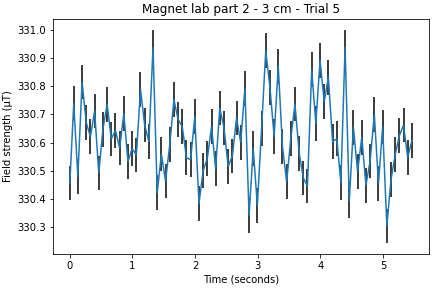 Magnet lab part 2 - 3 cm - Trial 5
Field strength (μT)
331.0
330.9
330.8
330.7
330.6
330.5
330.4
330.3
0 1 2 3 4 5
Time (seconds)